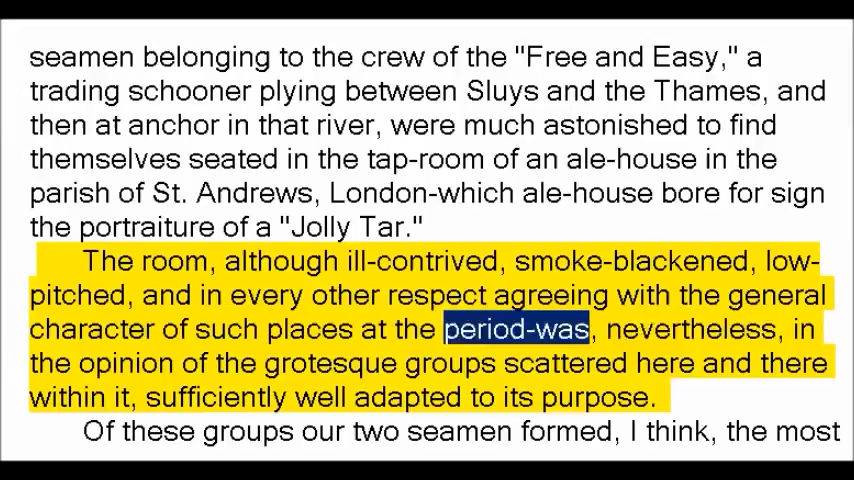 seamen belonging to the crew of the "Free and Easy," a
trading schooner plying between Sluys and the Thames, and
then at anchor in that river, were much astonished to find
themselves seated in the tap-room of an ale-house in the
parish of St. Andrews, London-which ale-house bore for sign
the portraiture of a "Jolly Tar."
The room, although ill-contrived, smoke-blackened, low-
pitched, and in every other respect agreeing with the general
character of such places at the period-was, nevertheless, in
the opinion of the grotesque groups scattered here and there
within it, sufficiently well adapted to its purpose.
Of these groups our two seamen formed, I think, the most